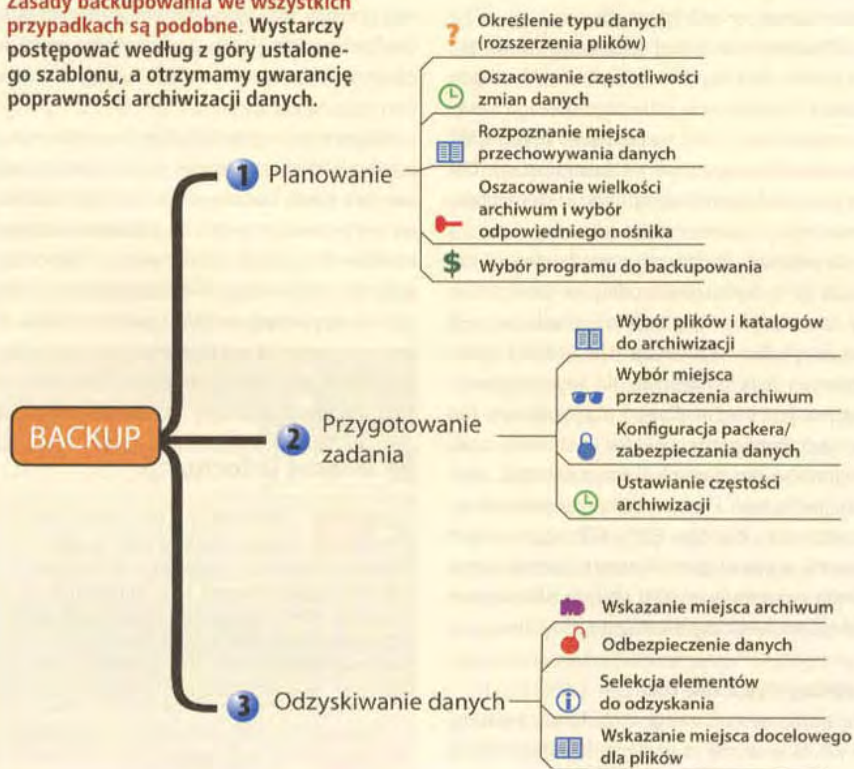 Zasady backupowania we wszystkich
przypadkach są podobne. Wystarczy
postępować według z góry ustalone-
go szablonu, a otrzymamy gwarancję
poprawności archiwizacji danych.
BACKUP
1 Planowanie
? Określenie typu danych
(rozszerzenia plików)
Oszacowanie częstotliwości
zmian danych
Rozpoznanie miejsca
przechowywania danych
Oszacowanie wielkości
archiwum i wybór
odpowiedniego nośnika
$ Wybór programu do backupowania
2 Przygotowanie
zadania
Wybór plików i katalogów
do archiwizacji
Wybór miejsca
przeznaczenia archiwum
Konfiguracja packera/
zabezpieczania danych
Ustawianie częstości
archiwizacji
3 Odzyskiwanie danych
Wskazanie miejsca archiwum
Odbezpieczenie danych
Selekcja elementów
do odzyskania
Wskazanie miejsca docelowego
dla plików